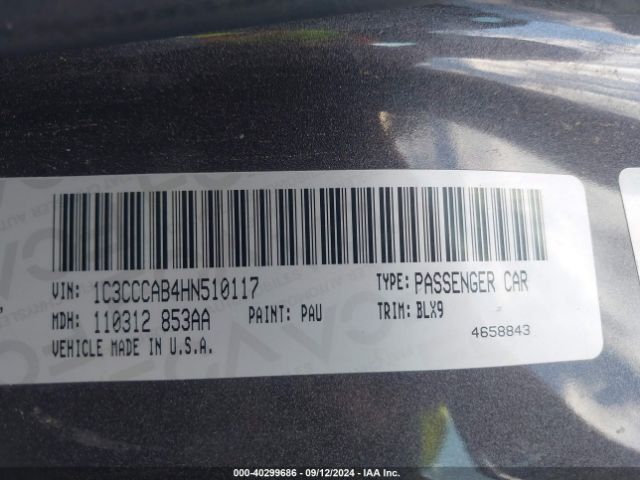 VIN: 1C3CCCAB4HN510117 TYPE: PASSENGER CAR
MDH: 110312 853AA PAINT: PAU TRIM: BLX9
4658843
VEHICLE MADE IN U.S.A.
000-40299686 - 09/12/2024 - IAA Inc.